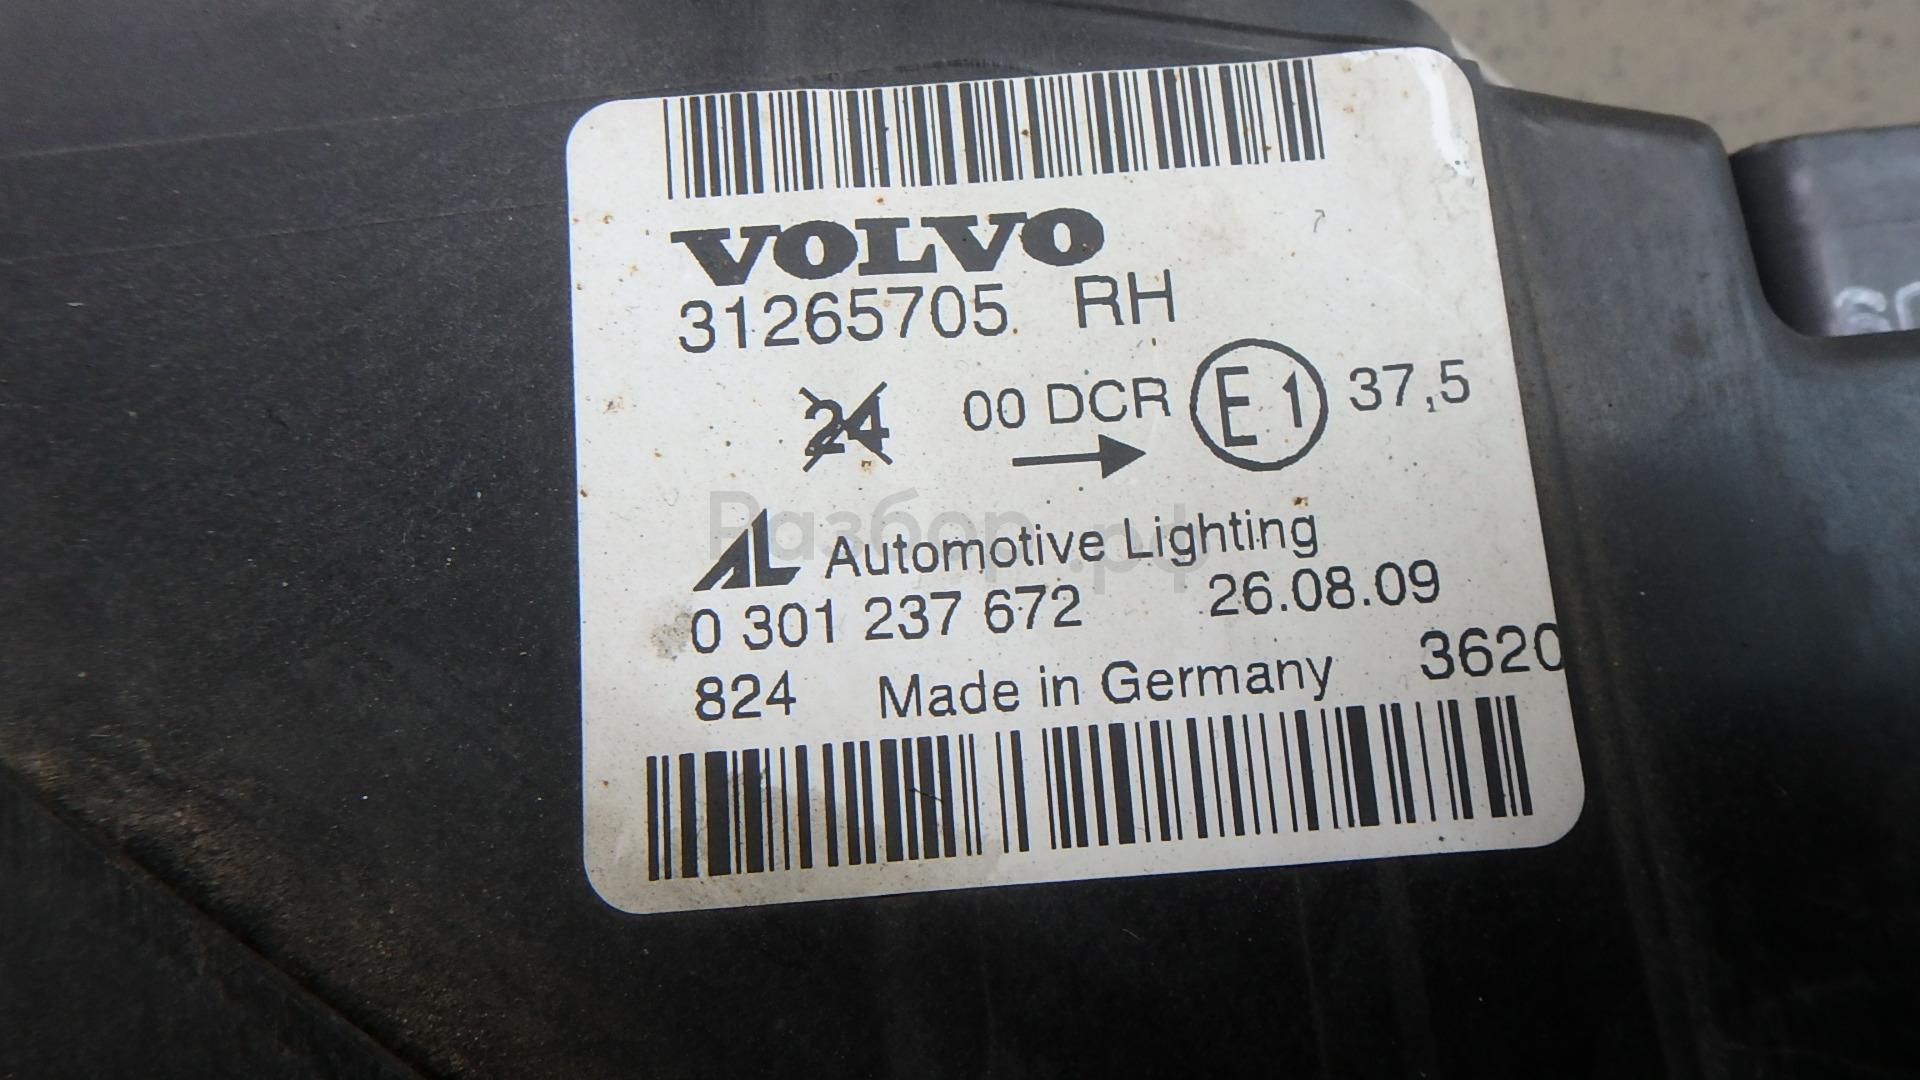 VOLVO
31265705 RH
24 00 DCR E1 37,5
Разбор.рф
AL Automotive Lighting
0 301 237 672 26.08.09
824 Made in Germany 3620